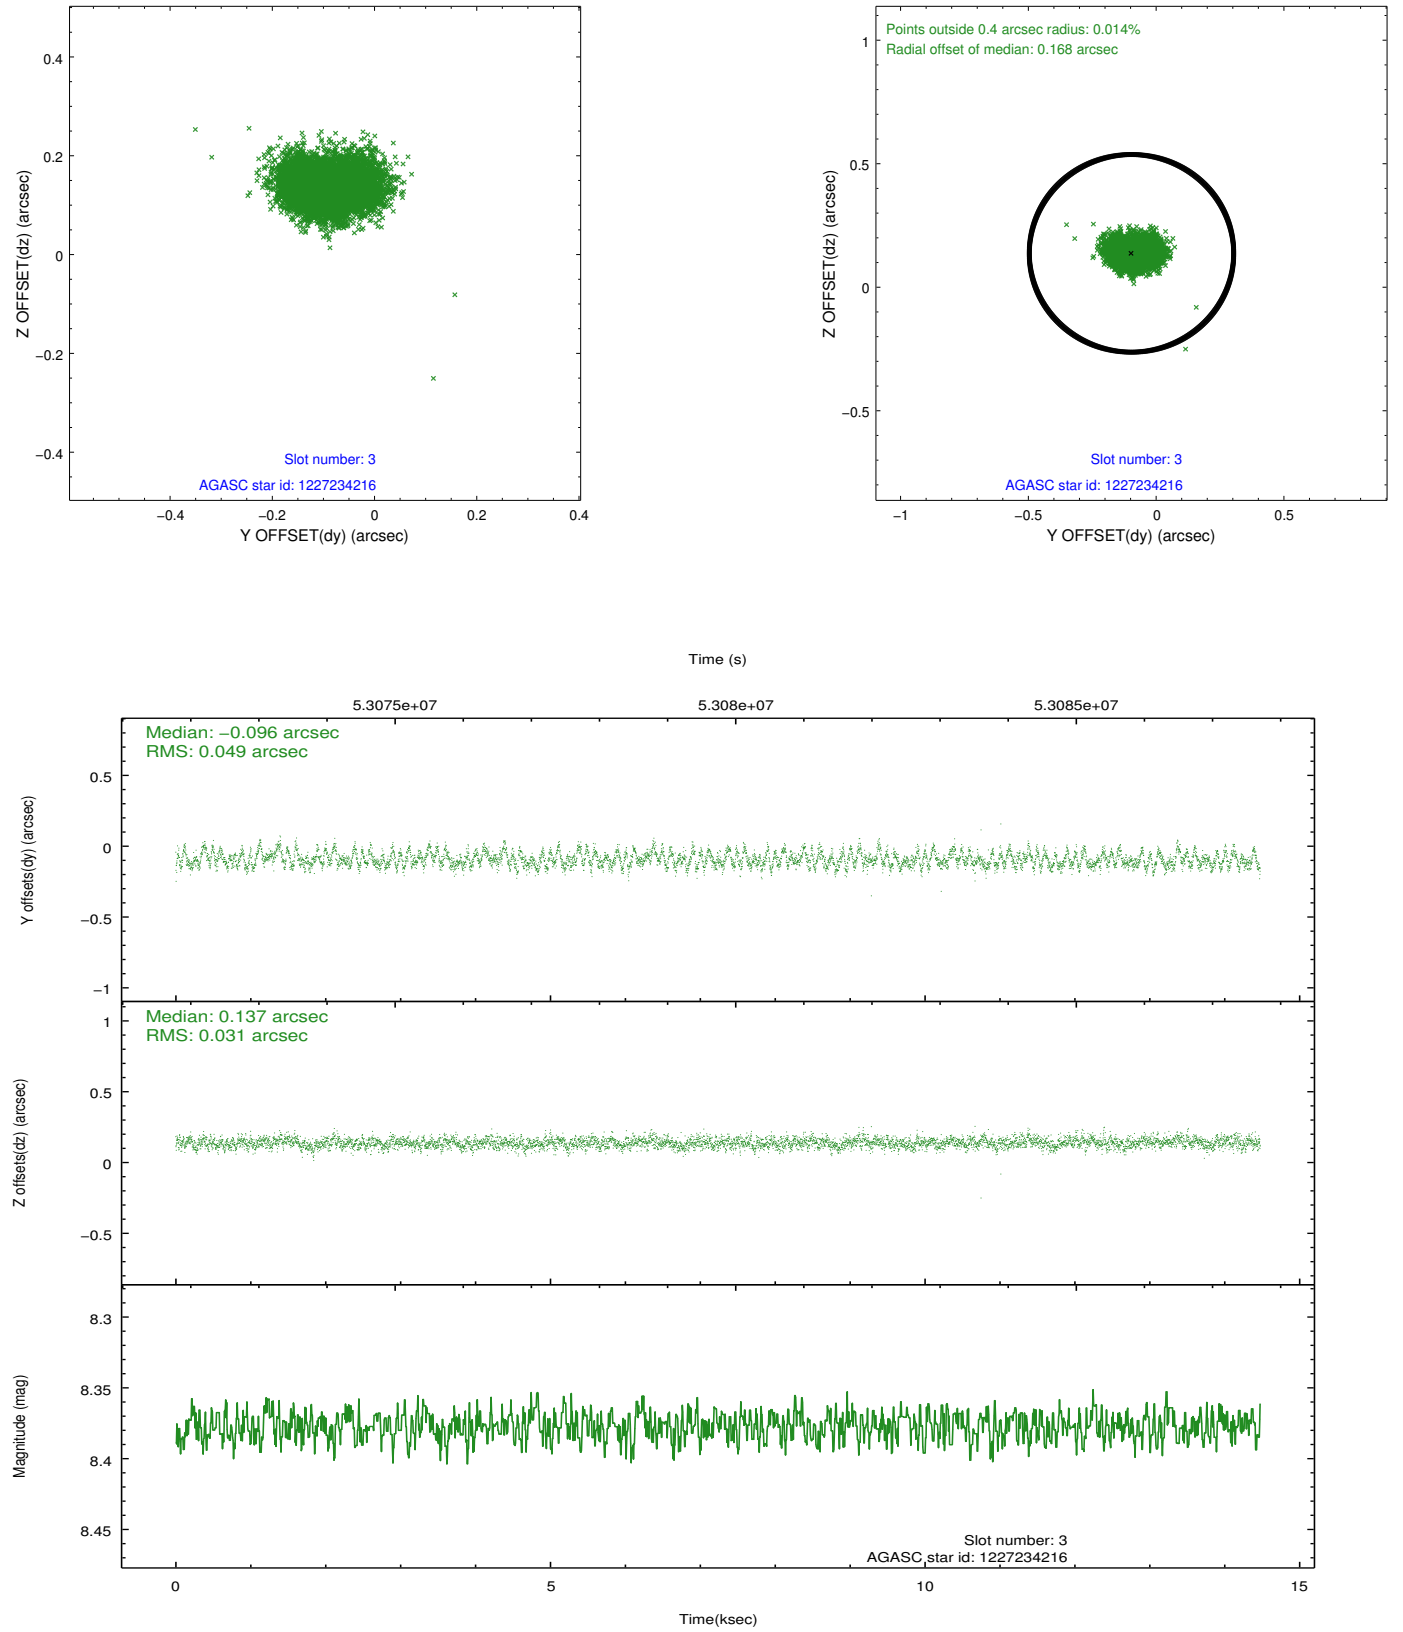 0.4
0.2
0
−0.2
−0.4
Z OFFSET(dz) (arcsec)
Slot number: 3
AGASC star id: 1227234216
−0.4
−0.2
0
0.2
0.4
Y OFFSET(dy) (arcsec)
Points outside 0.4 arcsec radius: 0.014%
Radial offset of median: 0.168 arcsec
1
0.5
0
−0.5
Z OFFSET(dz) (arcsec)
Slot number: 3
AGASC star id: 1227234216
−1
−0.5
0
0.5
Y OFFSET(dy) (arcsec)
Time (s)
5.3075e+07
5.308e+07
5.3085e+07
Median: −0.096 arcsec
RMS: 0.049 arcsec
0.5
0
−0.5
−1
Y offsets(dy) (arcsec)
Median: 0.137 arcsec
RMS: 0.031 arcsec
1
0.5
0
−0.5
Z offsets(dz) (arcsec)
8.3
8.35
8.4
8.45
Magnitude (mag)
Slot number: 3
AGASC star id: 1227234216
0
5
10
15
Time(ksec)